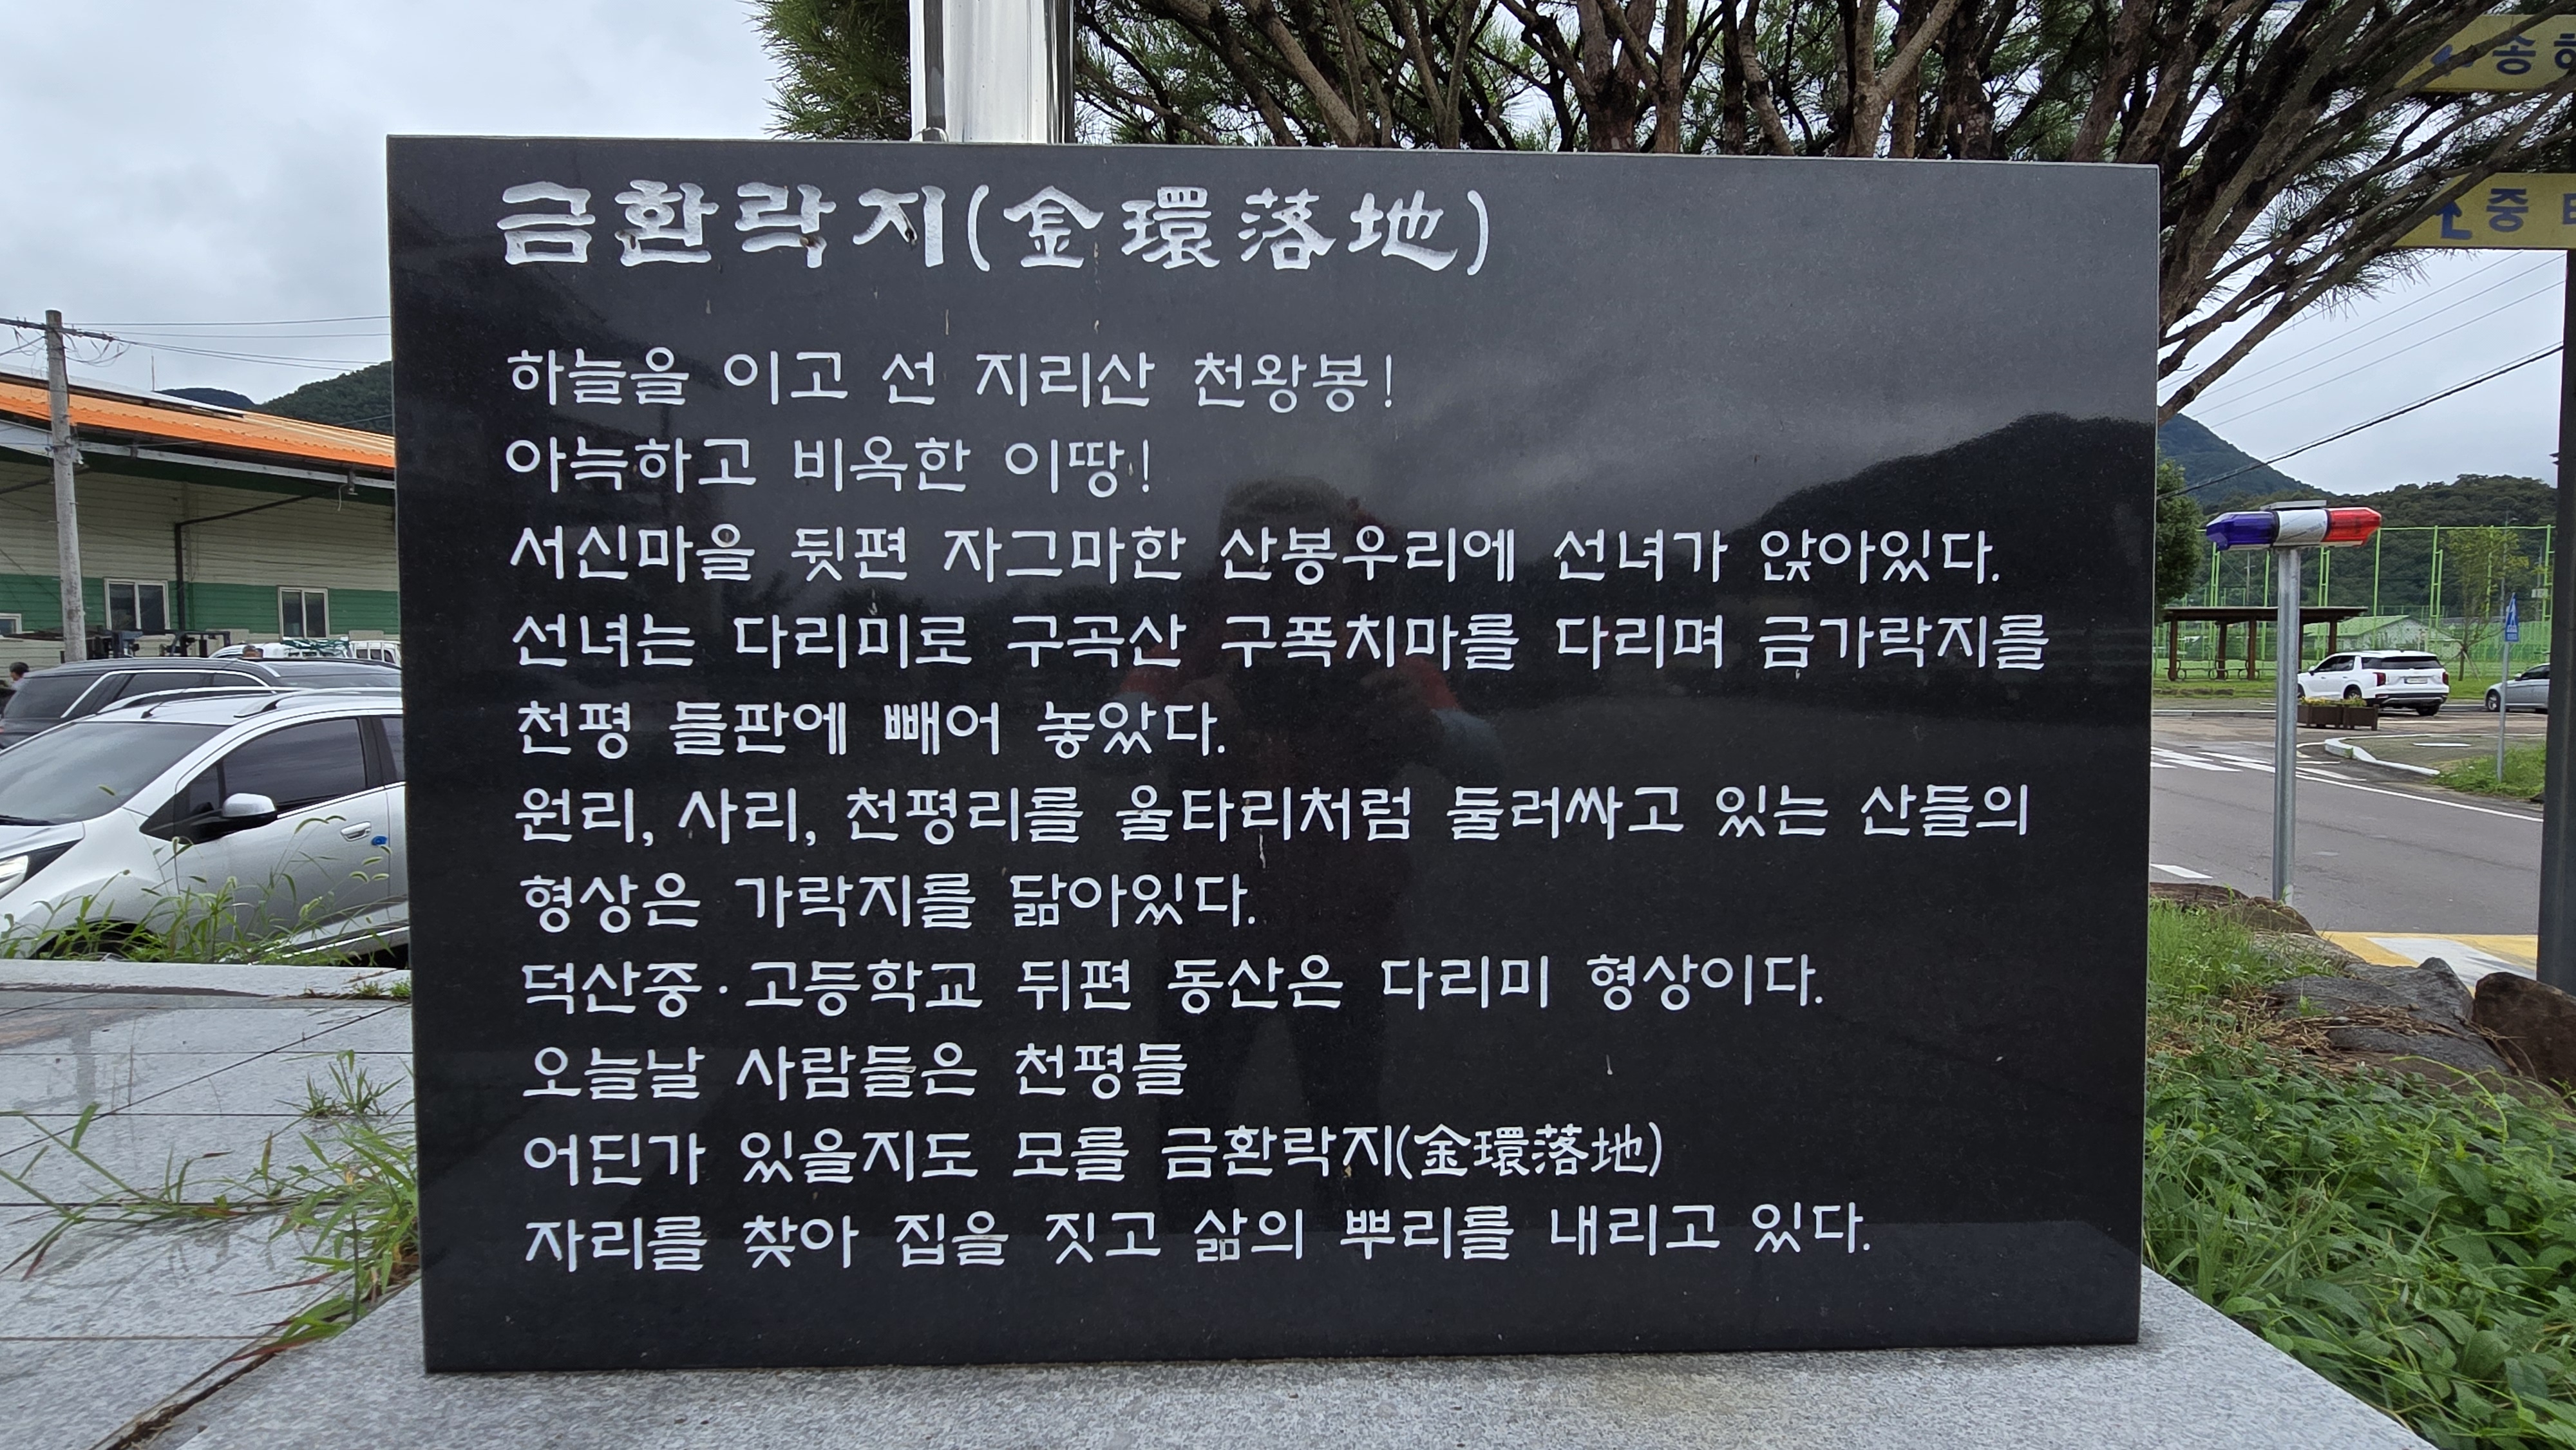 금환락지(金環落地)
하늘을 이고 선 지리산 천왕봉!
아늑하고 비옥한 이땅!
서신마을 뒷편 자그마한 산봉우리에 선녀가 앉아있다.
선녀는 다리미로 구곡산 구폭치마를 다리며 금가락지를
천평 들판에 빼어 놓았다.
원리, 사리, 천평리를 울타리처럼 둘러싸고 있는 산들의
형상은 가락지를 닮아있다.
덕산중·고등학교 뒤편 동산은 다리미 형상이다.
오늘날 사람들은 천평들
어딘가 있을지도 모를 금환락지(金環落地)
자리를 찾아 집을 짓고 삶의 뿌리를 내리고 있다.
송
중